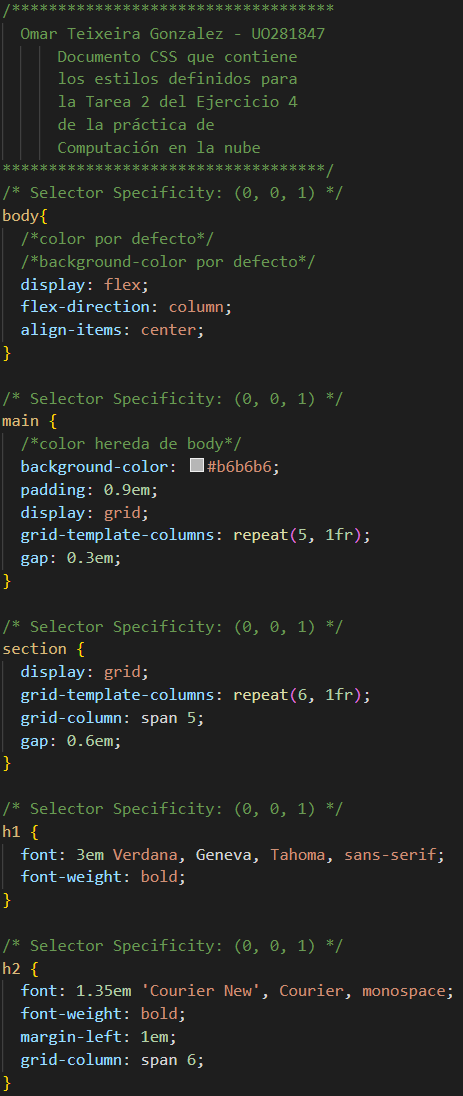 /***********************************
Omar Teixeira Gonzalez - UO281847
Documento CSS que contiene
los estilos definidos para
la Tarea 2 del Ejercicio 4
de la práctica de
Computación en la nube
***********************************/
/* Selector Specificity: (0, 0, 1) */
body{
/*color por defecto*/
/*background-color por defecto*/
display: flex;
flex-direction: column;
align-items: center;
}
/* Selector Specificity: (0, 0, 1) */
main {
/*color hereda de body*/
background-color: #b6b6b6;
padding: 0.9em;
display: grid;
grid-template-columns: repeat(5, 1fr);
gap: 0.3em;
}
/* Selector Specificity: (0, 0, 1) */
section {
display: grid;
grid-template-columns: repeat(6, 1fr);
grid-column: span 5;
gap: 0.6em;
}
/* Selector Specificity: (0, 0, 1) */
h1 {
font: 3em Verdana, Geneva, Tahoma, sans-serif;
font-weight: bold;
}
/* Selector Specificity: (0, 0, 1) */
h2 {
font: 1.35em 'Courier New', Courier, monospace;
font-weight: bold;
margin-left: 1em;
grid-column: span 6;
}